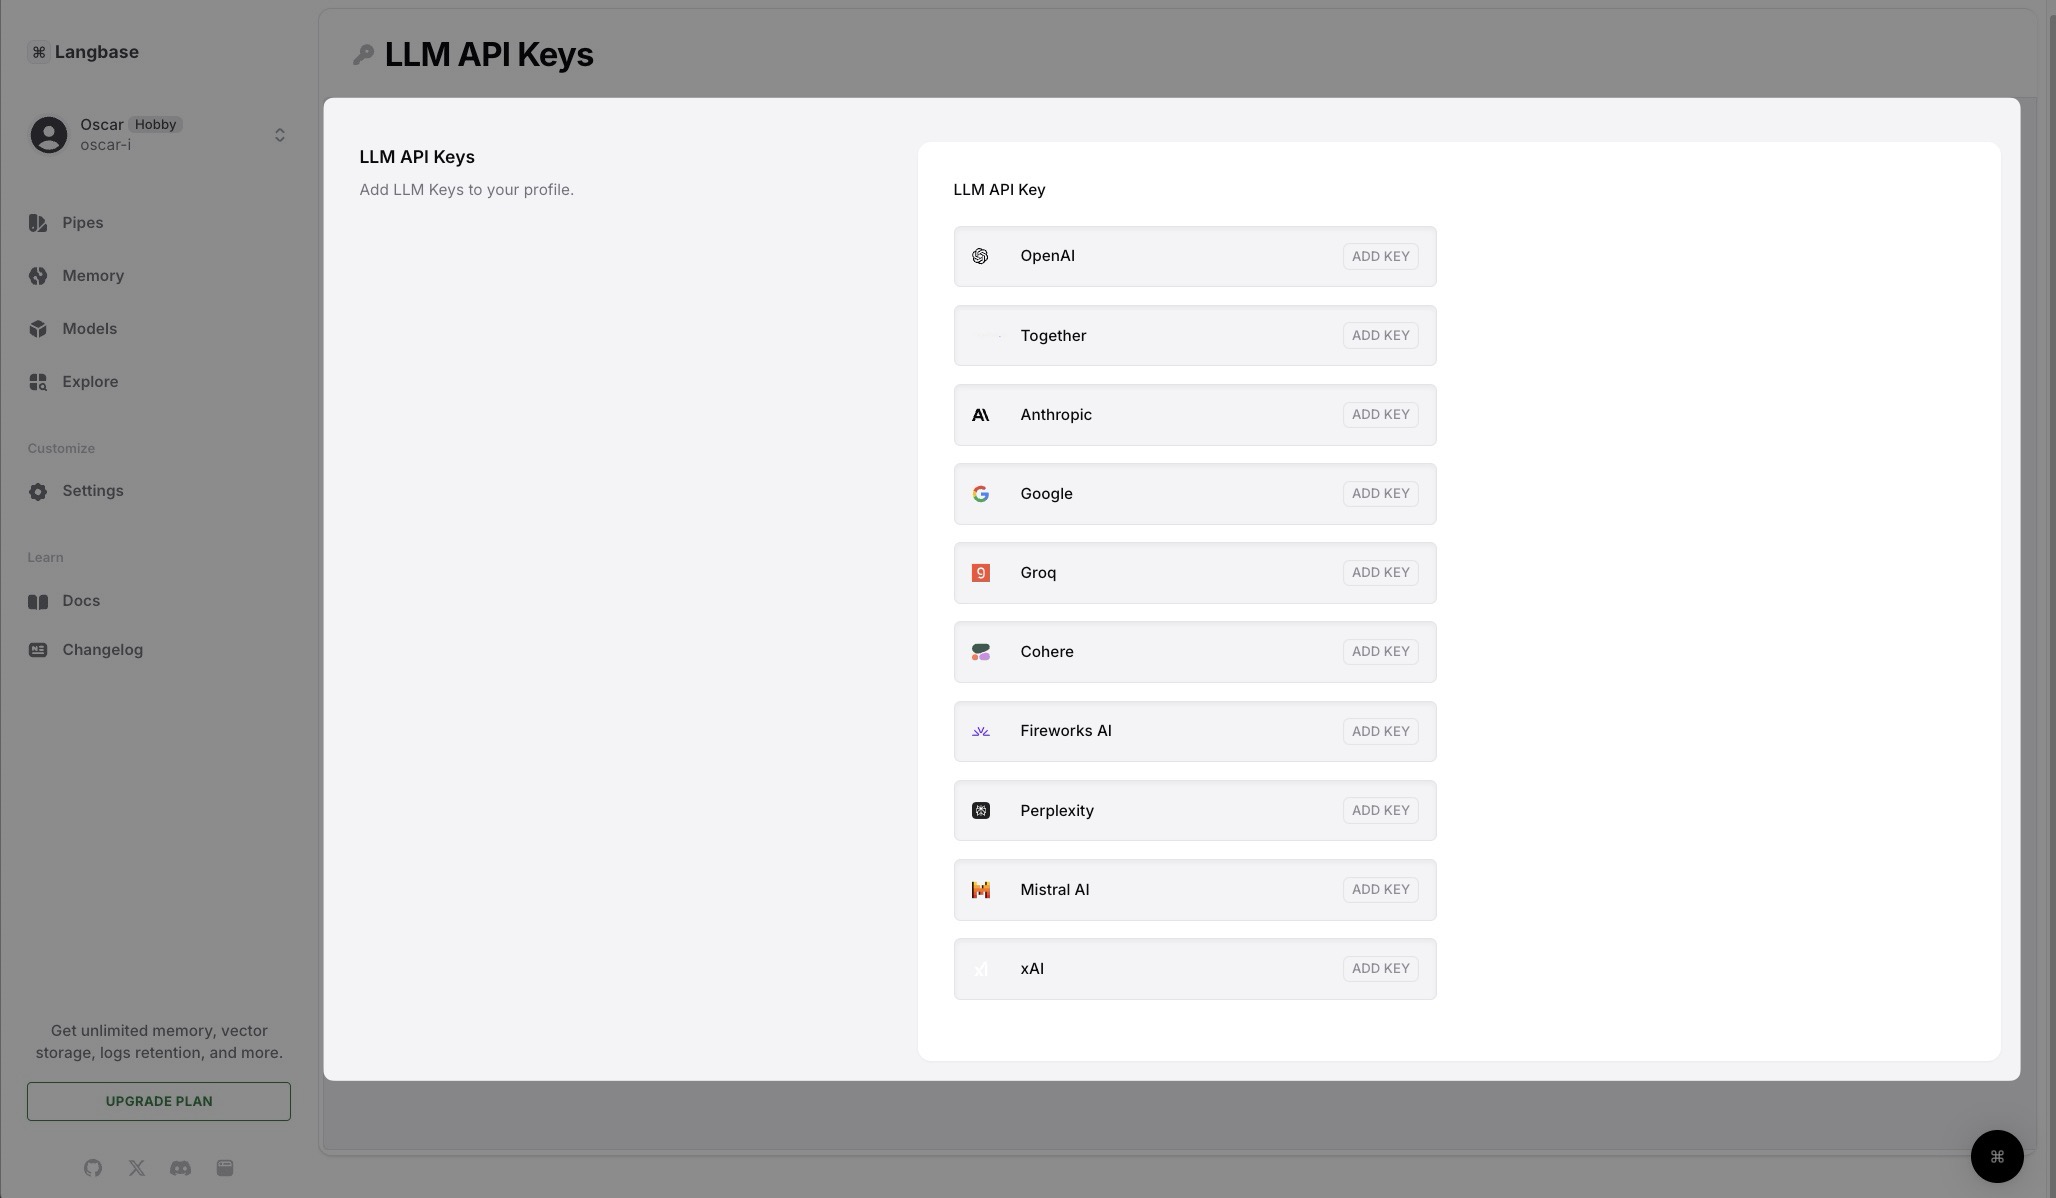 Langbase
LLM API Keys
Oscar Hobby
oscar-i
Pipes
Memory
Models
Explore
Customize
Settings
Learn
Docs
Changelog
Get unlimited memory, vector
storage, logs retention, and more.
UPGRADE PLAN
LLM API Keys
Add LLM Keys to your profile.
LLM API Key
OpenAI ADD KEY
Together ADD KEY
Anthropic ADD KEY
Google ADD KEY
Groq ADD KEY
Cohere ADD KEY
Fireworks AI ADD KEY
Perplexity ADD KEY
Mistral AI ADD KEY
xAI ADD KEY